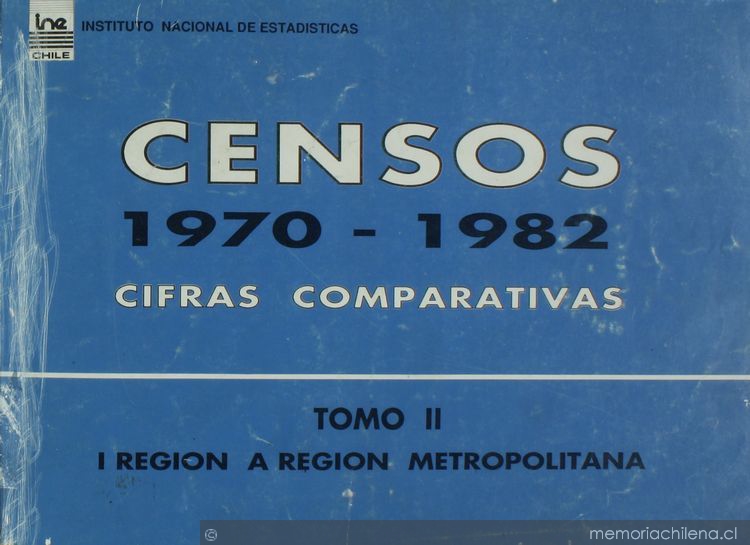 ine
CHILE
INSTITUTO NACIONAL DE ESTADISTICAS
CENSOS
1970 - 1982
CIFRAS COMPARATIVAS
TOMO II
I REGION A REGION METROPOLITANA
© memoriachilena.cl